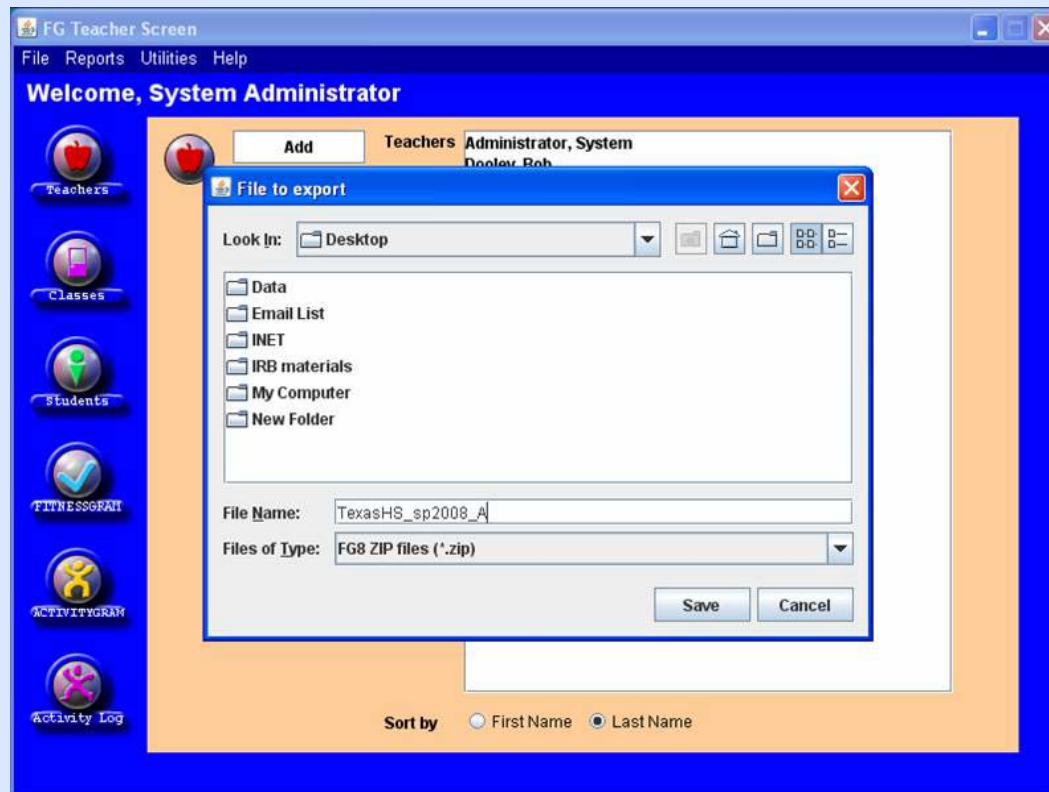 FG Teacher Screen
File Reports Utilities Help
Welcome, System Administrator
Teachers
Classes
Students
FITNESSGRAM
ACTIVITYGRAM
Activity Log
Add
Teachers
Administrator, System
Dooley, Bob
File to export
Look In: Desktop
Data
Email List
INET
IRB materials
My Computer
New Folder
File Name: TexasHS_sp2008_A
Files of Type: FG8 ZIP files (*.zip)
Save Cancel
Sort by First Name Last Name